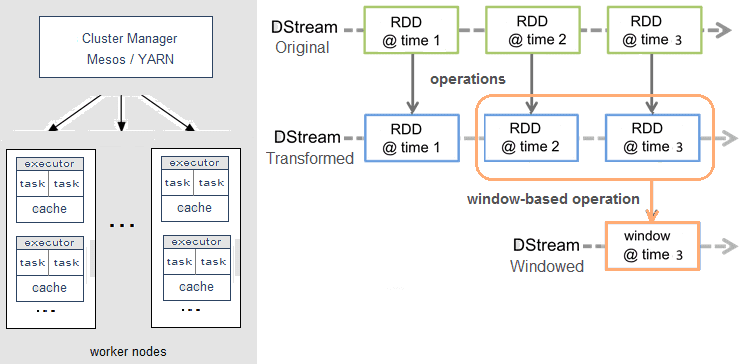 Cluster Manager
Mesos / YARN
executor
task task
cache
executor
task task
cache
...
...
executor
task task
cache
executor
task task
cache
...
worker nodes
DStream
Original
RDD
@ time 1
RDD
@ time 2
RDD
@ time 3
operations
DStream
Transformed
RDD
@ time 1
RDD
@ time 2
RDD
@ time 3
window-based operation
DStream
Windowed
window
@ time 3